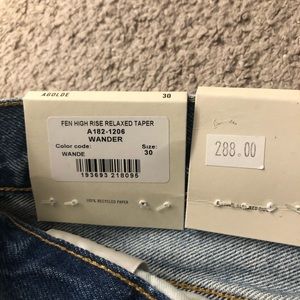 AGOLDE 30
FEN HIGH RISE RELAXED TAPER
A182-1206
WANDER
Color code: Size:
WANDE 30
193693 218095
100% RECYCLED PAPER
288.00